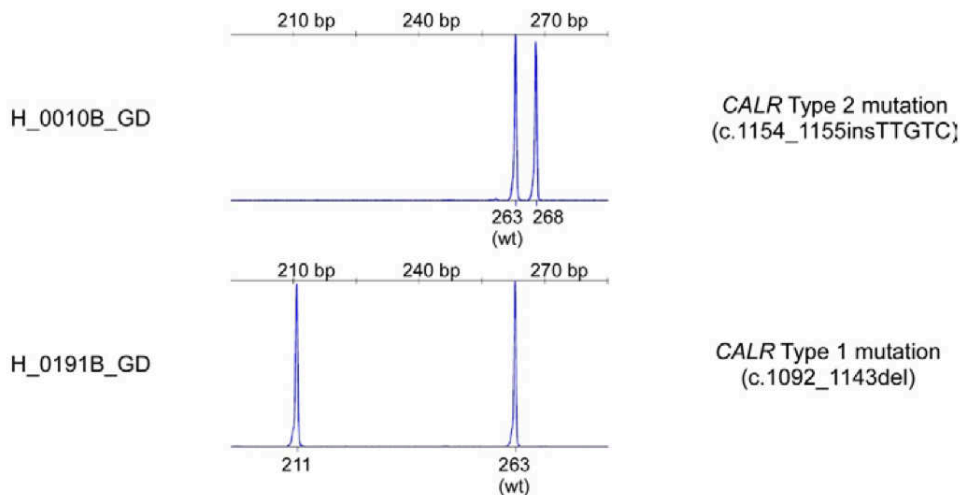 210 bp 240 bp 270 bp
H_0010B_GD
CALR Type 2 mutation
(c.1154_1155insTTGTC)
263 268
(wt)
210 bp 240 bp 270 bp
H_0191B_GD
CALR Type 1 mutation
(c.1092_1143del)
211 263
(wt)